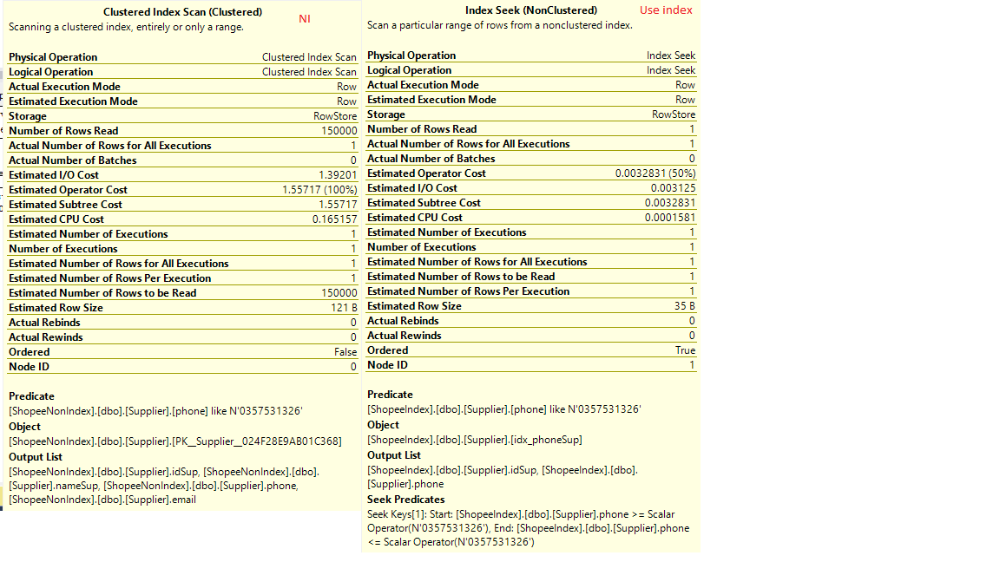 Clustered Index Scan (Clustered)
NI
Scanning a clustered index, entirely or only a range.
Physical Operation Clustered Index Scan
Logical Operation Clustered Index Scan
Actual Execution Mode Row
Estimated Execution Mode Row
Storage RowStore
Number of Rows Read 150000
Actual Number of Rows for All Executions 1
Actual Number of Batches 0
Estimated I/O Cost 1.39201
Estimated Operator Cost 1.55717 (100%)
Estimated Subtree Cost 1.55717
Estimated CPU Cost 0.165157
Estimated Number of Executions 1
Number of Executions 1
Estimated Number of Rows for All Executions 1
Estimated Number of Rows Per Execution 1
Estimated Number of Rows to be Read 150000
Estimated Row Size 121 B
Actual Rebinds 0
Actual Rewinds 0
Ordered False
Node ID 0
Predicate
[ShopeeNonIndex].[dbo].[Supplier].[phone] like N'0357531326'
Object
[ShopeeNonIndex].[dbo].[Supplier].[PK__Supplier__024F28E9AB01C368]
Output List
[ShopeeNonIndex].[dbo].[Supplier].idSup, [ShopeeNonIndex].[dbo].
[Supplier].nameSup, [ShopeeNonIndex].[dbo].[Supplier].phone,
[ShopeeNonIndex].[dbo].[Supplier].email
Index Seek (NonClustered)
Use index
Scan a particular range of rows from a nonclustered index.
Physical Operation Index Seek
Logical Operation Index Seek
Actual Execution Mode Row
Estimated Execution Mode Row
Storage RowStore
Number of Rows Read 1
Actual Number of Rows for All Executions 1
Actual Number of Batches 0
Estimated Operator Cost 0.0032831 (50%)
Estimated I/O Cost 0.003125
Estimated Subtree Cost 0.0032831
Estimated CPU Cost 0.0001581
Estimated Number of Executions 1
Number of Executions 1
Estimated Number of Rows for All Executions 1
Estimated Number of Rows to be Read 1
Estimated Number of Rows Per Execution 1
Estimated Row Size 35 B
Actual Rebinds 0
Actual Rewinds 0
Ordered True
Node ID 1
Predicate
[ShopeeIndex].[dbo].[Supplier].[phone] like N'0357531326'
Object
[ShopeeIndex].[dbo].[Supplier].[idx_phoneSup]
Output List
[ShopeeIndex].[dbo].[Supplier].idSup, [ShopeeIndex].[dbo].
[Supplier].phone
Seek Predicates
Seek Keys[1]: Start: [ShopeeIndex].[dbo].[Supplier].phone >= Scalar
Operator(N'0357531326'), End: [ShopeeIndex].[dbo].[Supplier].phone
<= Scalar Operator(N'0357531326')